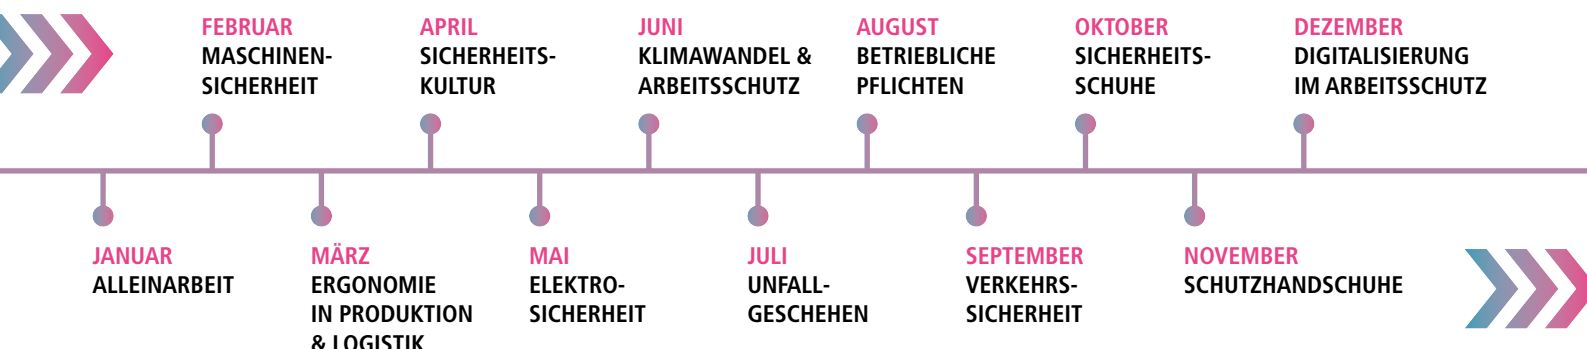 FEBRUAR
MASCHINEN-
SICHERHEIT
APRIL
SICHERHEITS-
KULTUR
JUNI
KLIMAWANDEL &
ARBEITSSCHUTZ
AUGUST
BETRIEBLICHE
PFLICHTEN
OKTOBER
SICHERHEITS-
SCHUHE
DEZEMBER
DIGITALISIERUNG
IM ARBEITSSCHUTZ
JANUAR
ALLEINARBEIT
MÄRZ
ERGONOMIE
IN PRODUKTION
& LOGISTIK
MAI
ELEKTRO-
SICHERHEIT
JULI
UNFALL-
GESCHEHEN
SEPTEMBER
VERKEHRS-
SICHERHEIT
NOVEMBER
SCHUTZHANDSCHUHE